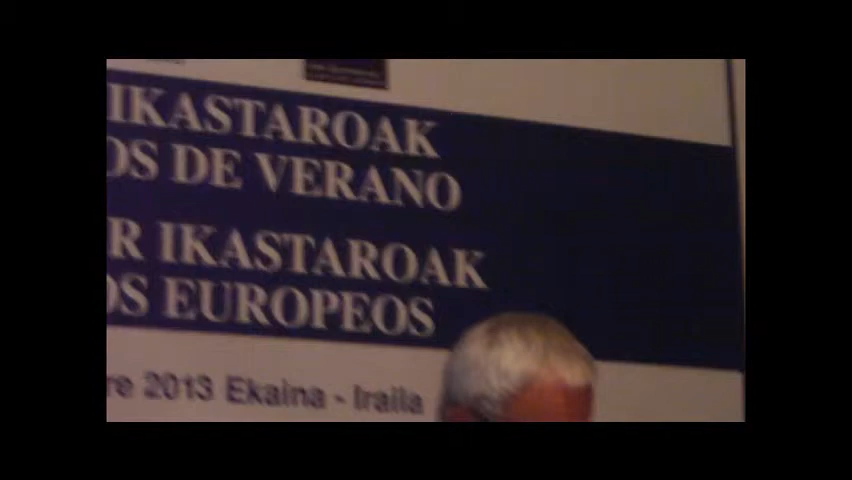 IKASTAROAK
OS DE VERANO
R IKASTAROAK
OS EUROPEOS
re 2013 Ekaina - Iraila